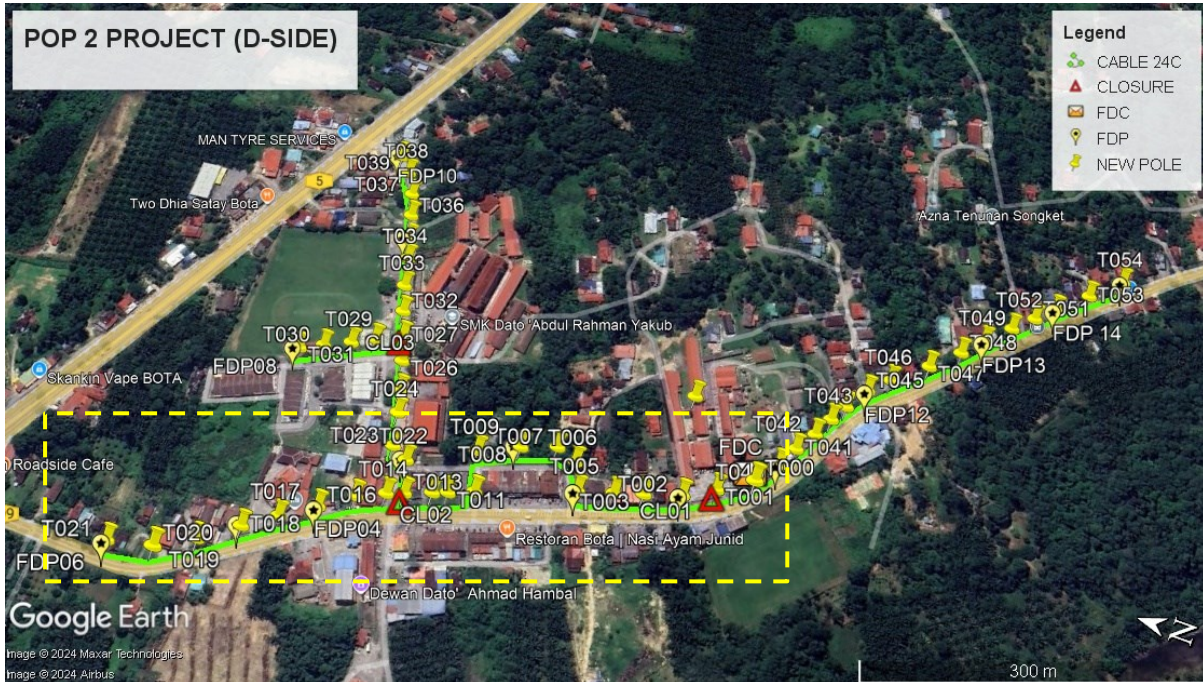 POP 2 PROJECT (D-SIDE)
Legend
CABLE 24C
CLOSURE
FDC
FDP
NEW POLE
MAN TYRE SERVICES
5
T038
T039
FDP10
T037
Two Dhia Satay Bota
T036
Azna Tenunan Songket
T034
T033
T054
T053
T032
T052
T051
SMK Dato 'Abdul Rahman Yakub
T029
T027
T030
T031
CL03
T049
FDP 14
048
FDP13
FDP08
T026
T046
T047
T045
Skankin Vape BOTA
T024
T043
FDP12
T042
T041
T023
T022
T009
T007
T006
T008
T005
FDC
T000
n Roadside Cafe
T014
T04
T013
T017
T016
T011
T002
T003
CL01
T001
9
T018
FDP04
CL02
T021
T020
T019
Restoran Bota | Nasi Ayam Junid
FDP06
Dewan Dato' Ahmad Hambal
Google Earth
Image © 2024 Maxar Technologies
Image © 2024 Airbus
N
300 m